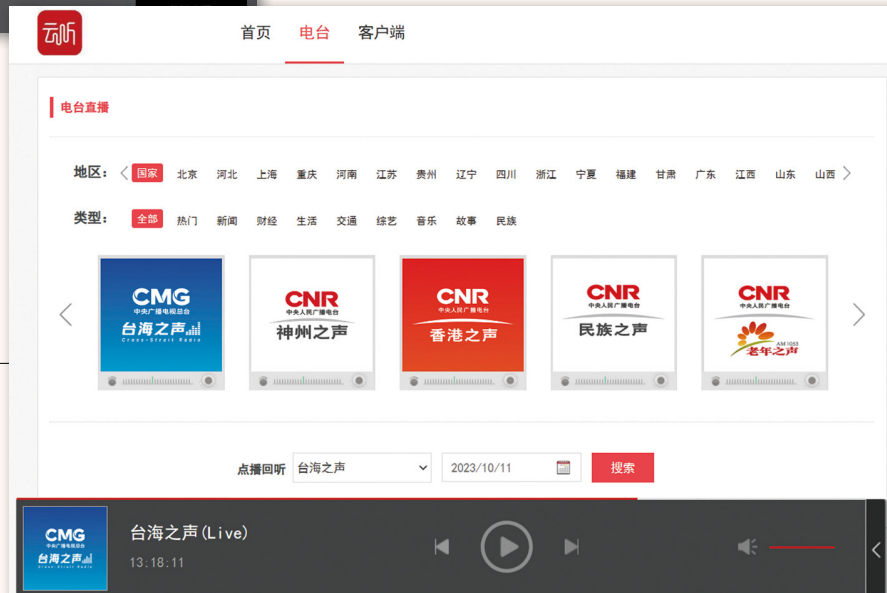 云听
首页 电台 客户端
电台直播
地区： 国家 北京 河北 上海 重庆 河南 江苏 贵州 辽宁 四川 浙江 宁夏 福建 甘肃 广东 江西 山东 山西
类型： 全部 热门 新闻 财经 生活 交通 综艺 音乐 故事 民族
CMG
中央广播电视总台
台海之声
Cross-Strait Radio
CNR
中央人民广播电台
神州之声
CNR
中央人民广播电台
香港之声
CNR
中央人民广播电台
民族之声
CNR
中央人民广播电台
AM1053
老年之声
点播回听 台海之声 2023/10/11 搜索
CMG
中央广播电视总台
台海之声
Cross-Strait Radio
台海之声(Live)
13:18:11